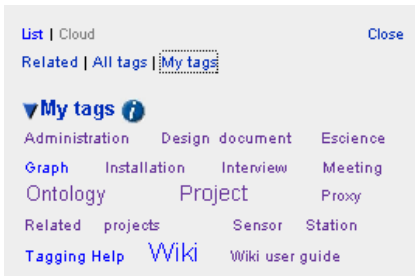 List | Cloud Close
Related | All tags | My tags
My tags i
Administration Design document Escience
Graph Installation Interview Meeting
Ontology Project Proxy
Related projects Sensor Station
Tagging Help Wiki Wiki user guide